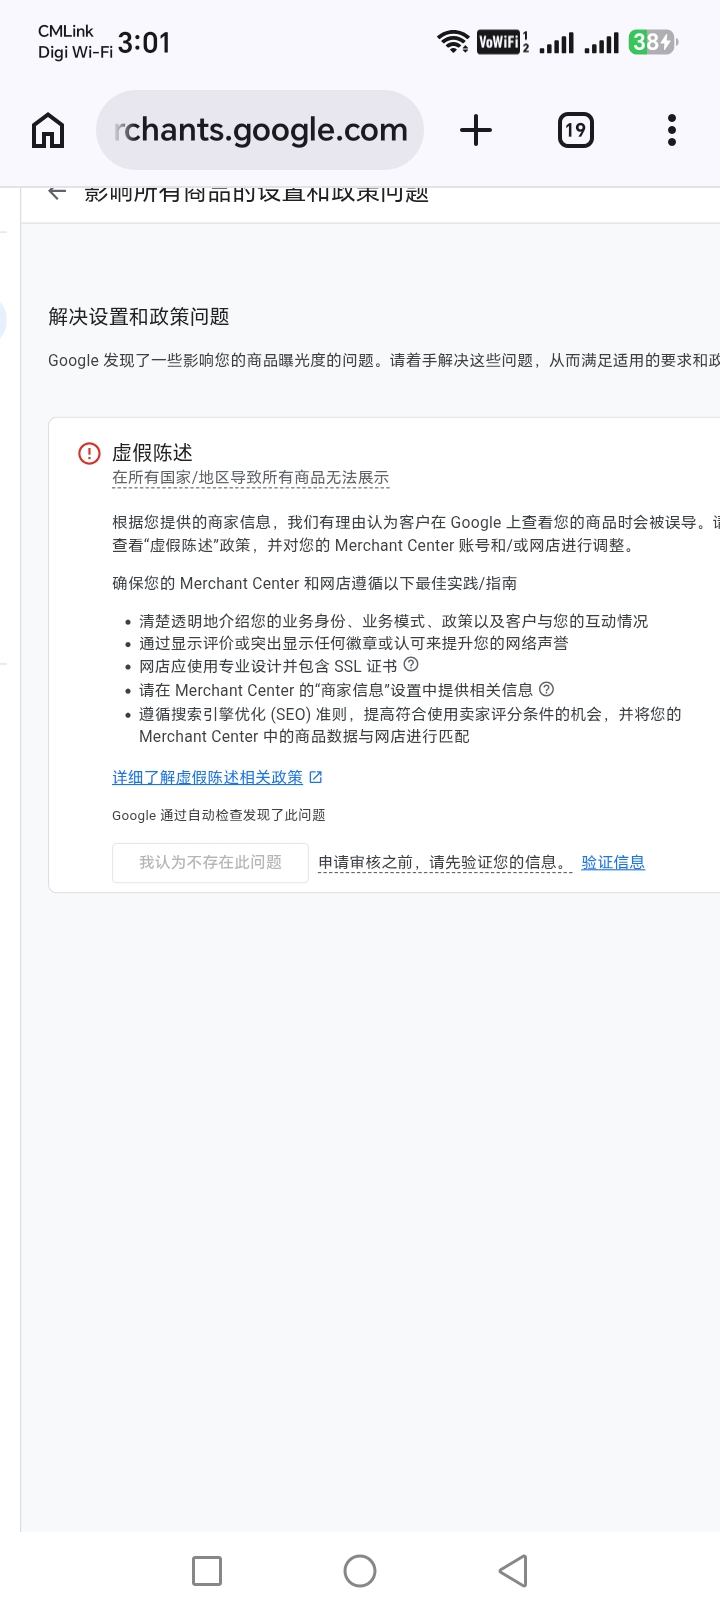 CMLink
Digi Wi-Fi 3:01
VoWiFi 1 2
38
rchants.google.com
19
影响所有商品的设置和政策问题
解决设置和政策问题
Google 发现了一些影响您的商品曝光度的问题。请着手解决这些问题，从而满足适用的要求和政
虚假陈述
在所有国家/地区导致所有商品无法展示
根据您提供的商家信息，我们有理由认为客户在 Google 上查看您的商品时会被误导。请
查看“虚假陈述”政策，并对您的 Merchant Center 账号和/或网店进行调整。
确保您的 Merchant Center 和网店遵循以下最佳实践/指南
• 清楚透明地介绍您的业务身份、业务模式、政策以及客户与您的互动情况
• 通过显示评价或突出显示任何徽章或认可来提升您的网络声誉
• 网店应使用专业设计并包含 SSL 证书
• 请在 Merchant Center 的“商家信息”设置中提供相关信息
• 遵循搜索引擎优化 (SEO) 准则，提高符合使用卖家评分条件的机会，并将您的
Merchant Center 中的商品数据与网店进行匹配
详细了解虚假陈述相关政策
Google 通过自动检查发现了此问题
我认为不存在此问题 申请审核之前，请先验证您的信息。 验证信息